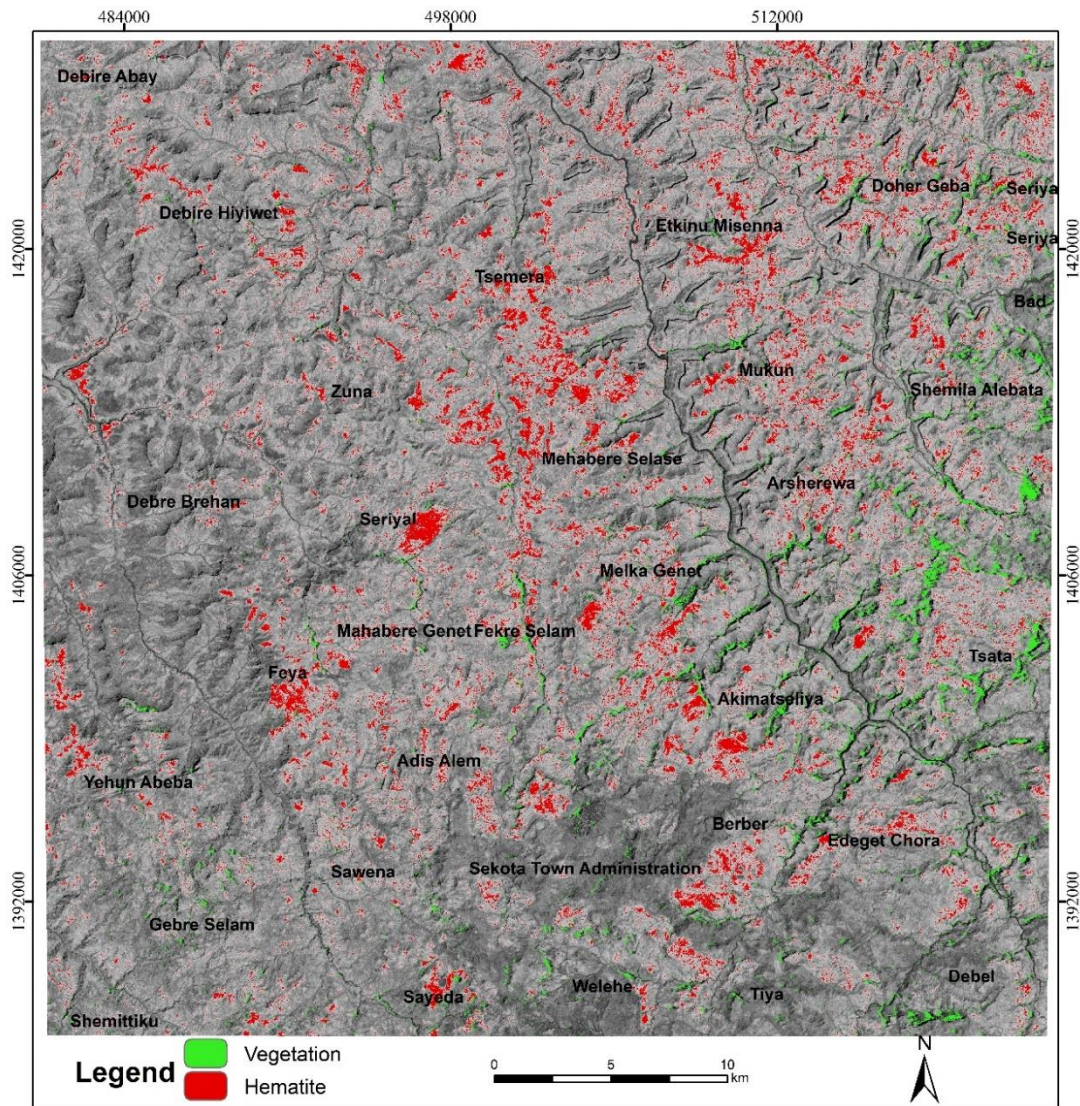 484000 498000 512000
Debire Abay
Doher Geba
Seriya
Debire Hiyiwet
Etkinu Misenna
Seriya
1420000
1420000
Tsemera
Bad
Mukun
Zuna
Shemila Alebata
Mehabere Selase
Arsherewa
Debre Brehan
Seriyal
1406000
1406000
Melka Genet
Mahabere Genet
Fekre Selam
Tsata
Feya
Akimatseliya
Adis Alem
Yehun Abeba
Berber
Edeget Chora
Sawena
Sekota Town Administration
1392000
1392000
Gebre Selam
Debel
Welehe
Tiya
Sayeda
Shemittiku
Legend
Vegetation
Hematite
0 5 10
km
N